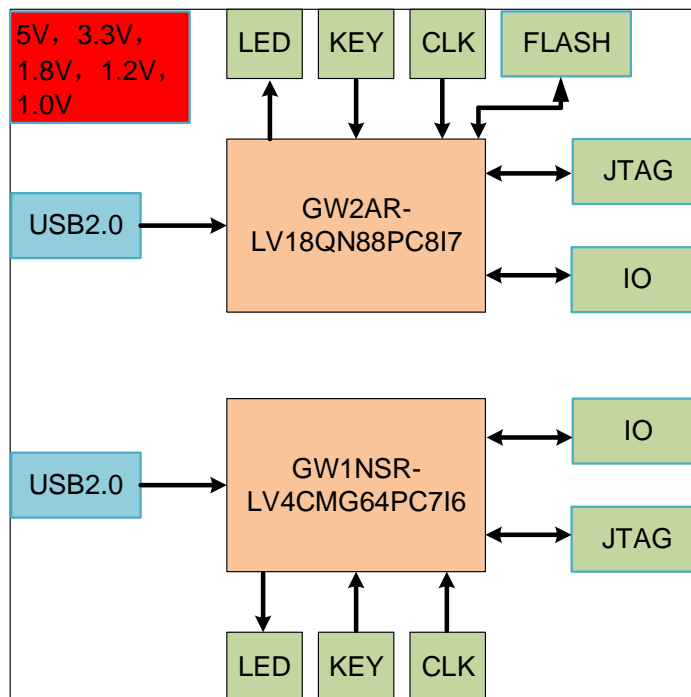 5V，3.3V，
1.8V，1.2V，
1.0V
LED
KEY
CLK
FLASH
USB2.0
GW2AR-
LV18QN88PC8I7
JTAG
IO
USB2.0
GW1NSR-
LV4CMG64PC7I6
IO
JTAG
LED
KEY
CLK